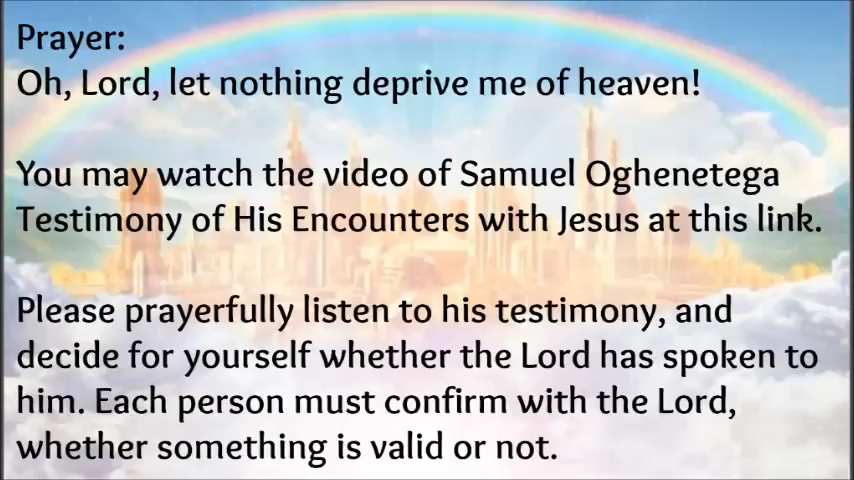 Prayer:
Oh, Lord, let nothing deprive me of heaven!
You may watch the video of Samuel Oghenetega
Testimony of His Encounters with Jesus at this link.
Please prayerfully listen to his testimony, and
decide for yourself whether the Lord has spoken to
him. Each person must confirm with the Lord,
whether something is valid or not.